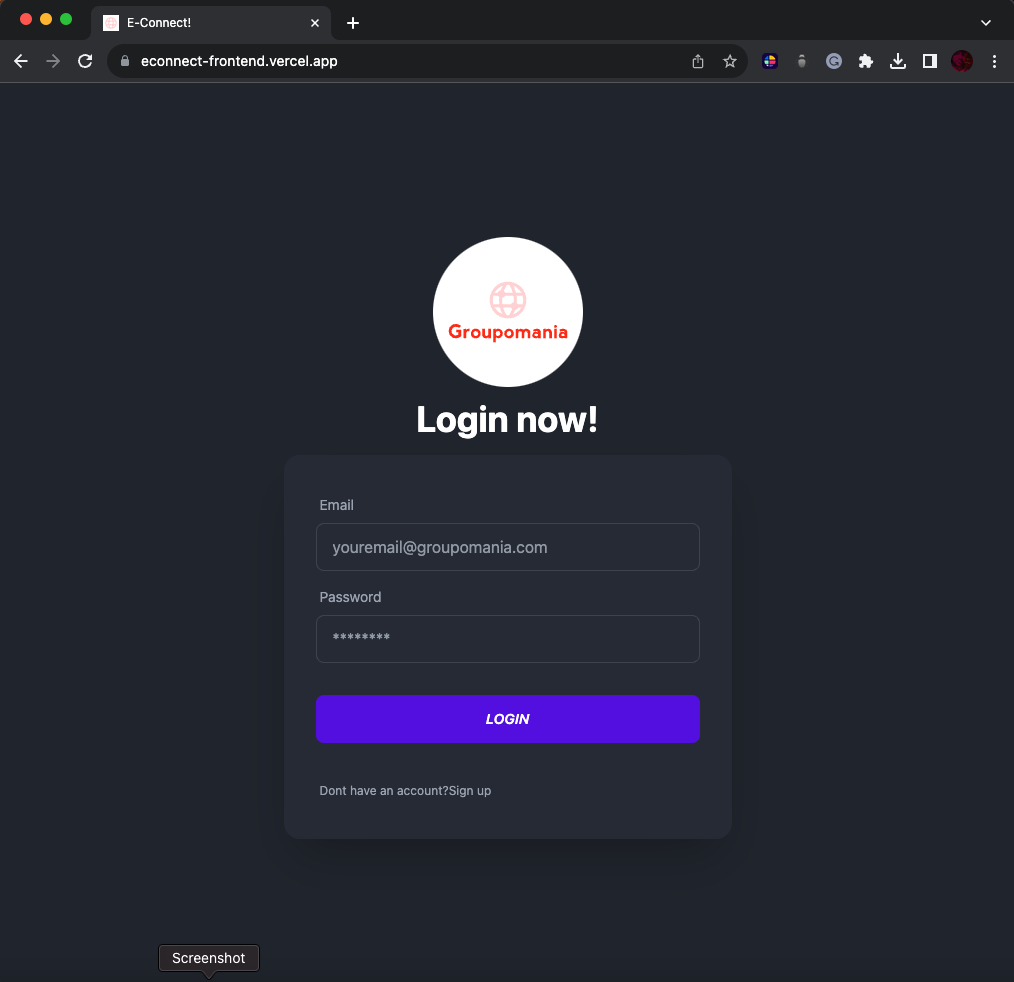 E-Connect!
econnect-frontend.vercel.app
Groupomania
Login now!
Email
youremail@groupomania.com
Password
********
LOGIN
Dont have an account?Sign up
Screenshot